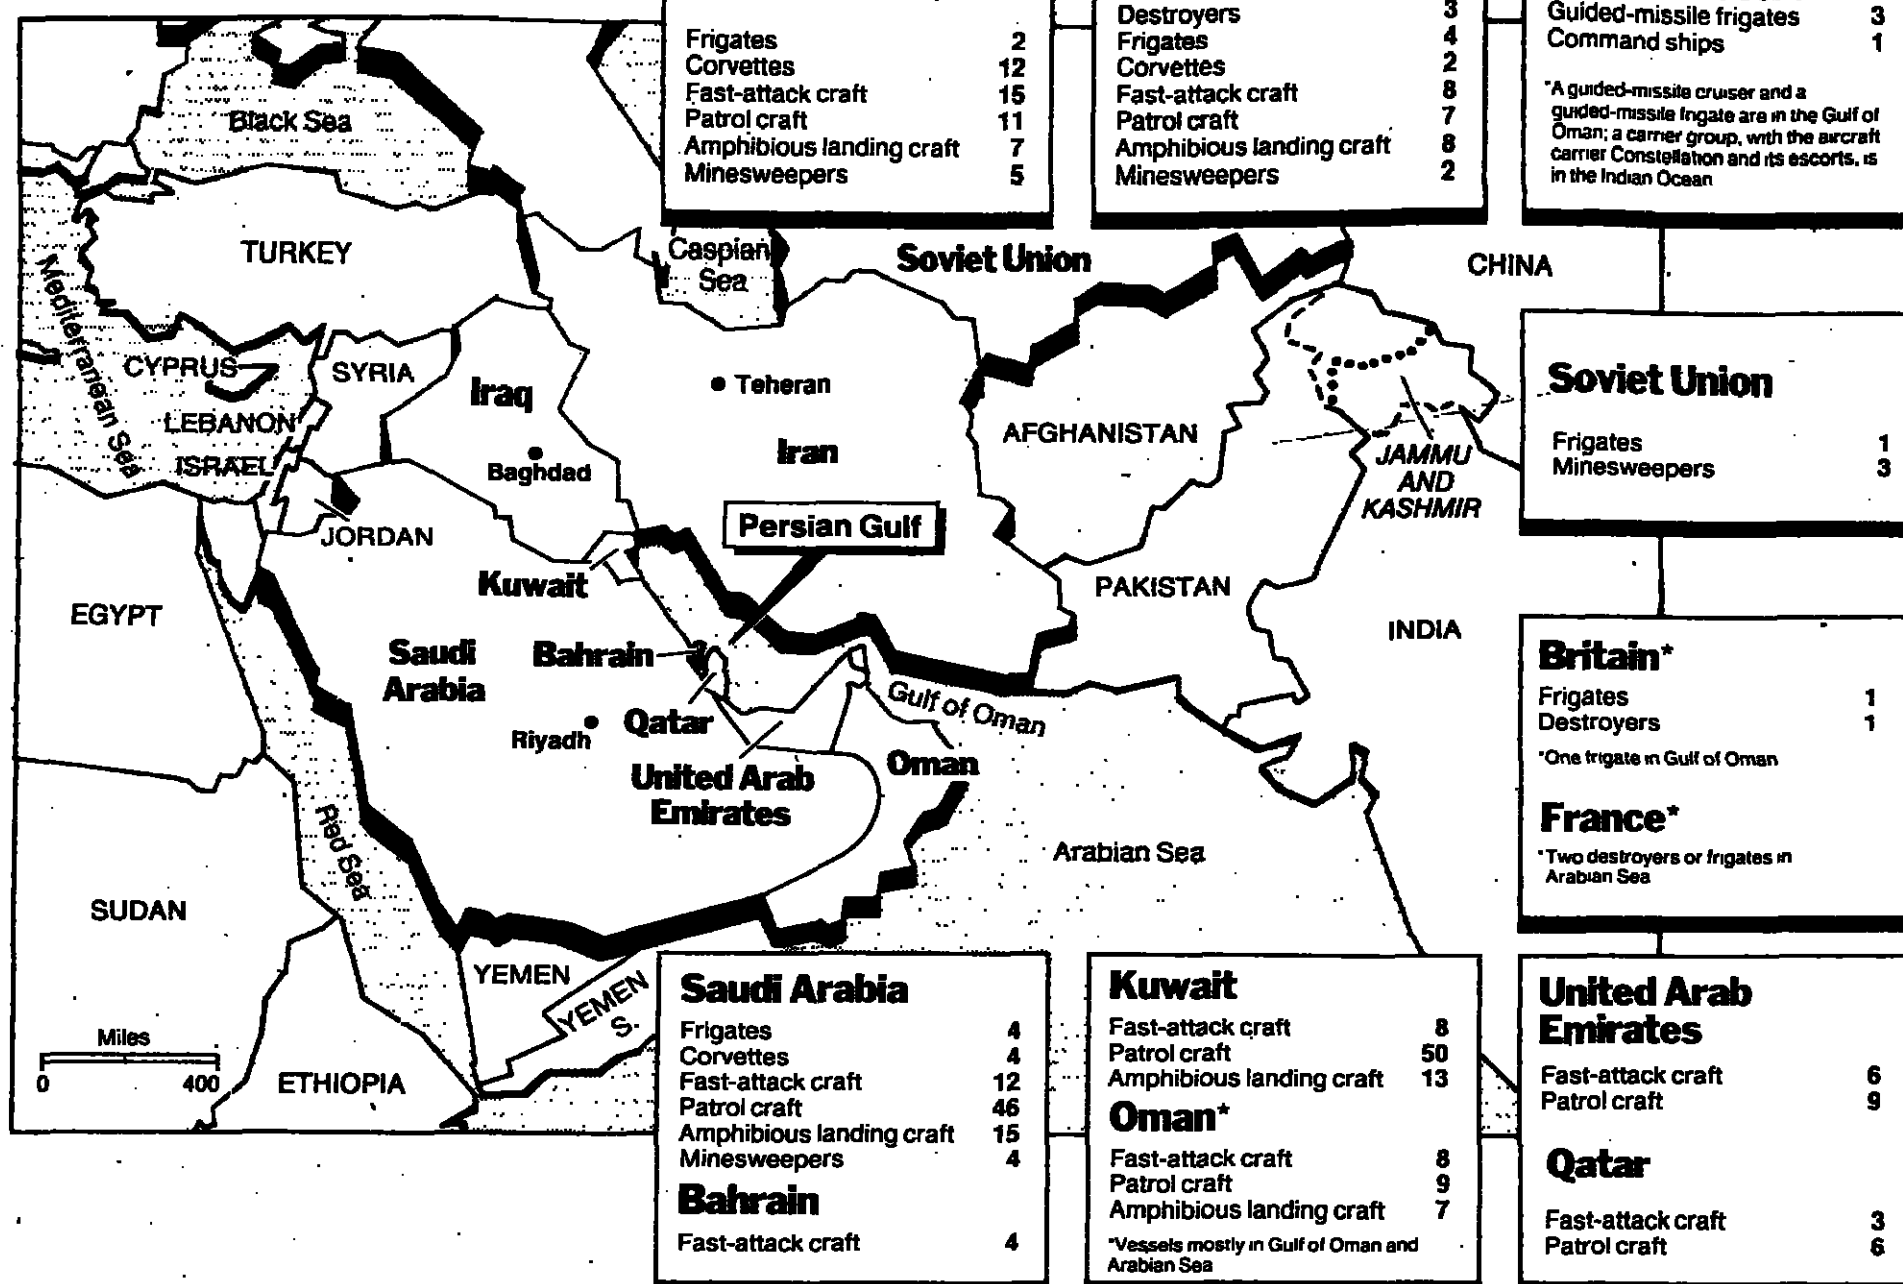 Frigates 2
Corvettes 12
Fast-attack craft 15
Patrol craft 11
Amphibious landing craft 7
Minesweepers 5
Destroyers 3
Frigates 4
Corvettes 2
Fast-attack craft 8
Patrol craft 7
Amphibious landing craft 8
Minesweepers 2
Guided-missile frigates 3
Command ships 1
*A guided-missile cruiser and a
guided-missile frigate are in the Gulf of
Oman; a carrier group, with the aircraft
carrier Constellation and its escorts, is
in the Indian Ocean
Black Sea
TURKEY
Caspian
Sea
Soviet Union
CHINA
Mediterranean Sea
CYPRUS
SYRIA
LEBANON
ISRAEL
Iraq
Baghdad
Teheran
Iran
AFGHANISTAN
JAMMU
AND
KASHMIR
JORDAN
Persian Gulf
Kuwait
PAKISTAN
EGYPT
INDIA
Saudi
Arabia
Bahrain
Qatar
Riyadh
Gulf of Oman
United Arab
Emirates
Oman
Red Sea
Arabian Sea
SUDAN
YEMEN
YEMEN
S.
ETHIOPIA
Miles
0 400
Soviet Union
Frigates 1
Minesweepers 3
Britain*
Frigates 1
Destroyers 1
*One frigate in Gulf of Oman
France*
*Two destroyers or frigates in
Arabian Sea
Saudi Arabia
Frigates 4
Corvettes 4
Fast-attack craft 12
Patrol craft 46
Amphibious landing craft 15
Minesweepers 4
Bahrain
Fast-attack craft 4
Kuwait
Fast-attack craft 8
Patrol craft 50
Amphibious landing craft 13
Oman*
Fast-attack craft 8
Patrol craft 9
Amphibious landing craft 7
*Vessels mostly in Gulf of Oman and
Arabian Sea
United Arab
Emirates
Fast-attack craft 6
Patrol craft 9
Qatar
Fast-attack craft 3
Patrol craft 6